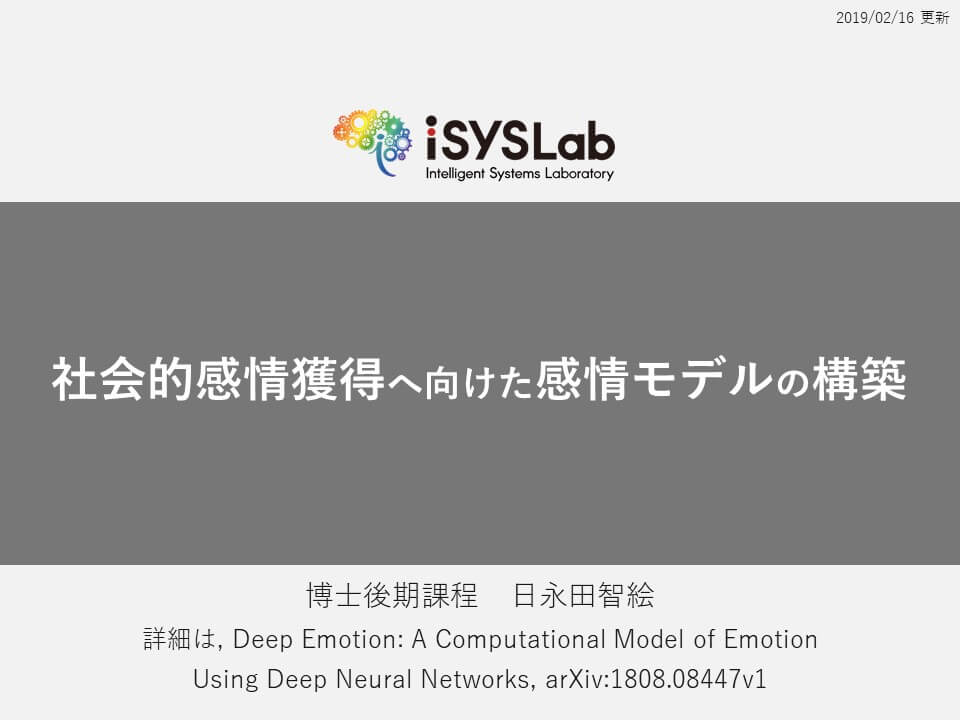 2019/02/16 更新
iSYSLab
Intelligent Systems Laboratory
社会的感情獲得へ向けた感情モデルの構築
博士後期課程　日永田智絵
詳細は, Deep Emotion: A Computational Model of Emotion
Using Deep Neural Networks, arXiv:1808.08447v1